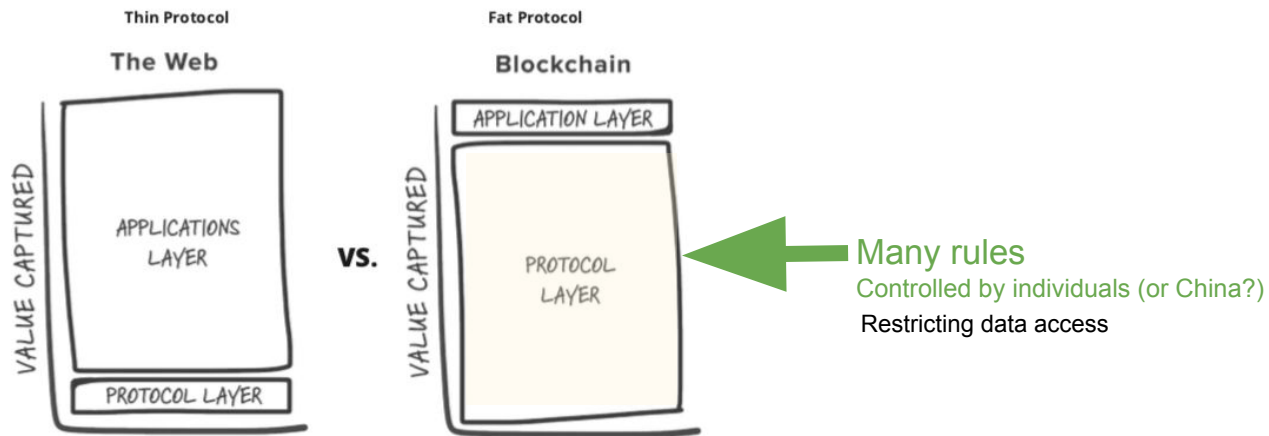 Thin Protocol
The Web
VALUE CAPTURED
APPLICATIONS
LAYER
PROTOCOL LAYER
VS.
Fat Protocol
Blockchain
VALUE CAPTURED
APPLICATION LAYER
PROTOCOL
LAYER
Many rules
Controlled by individuals (or China?)
Restricting data access